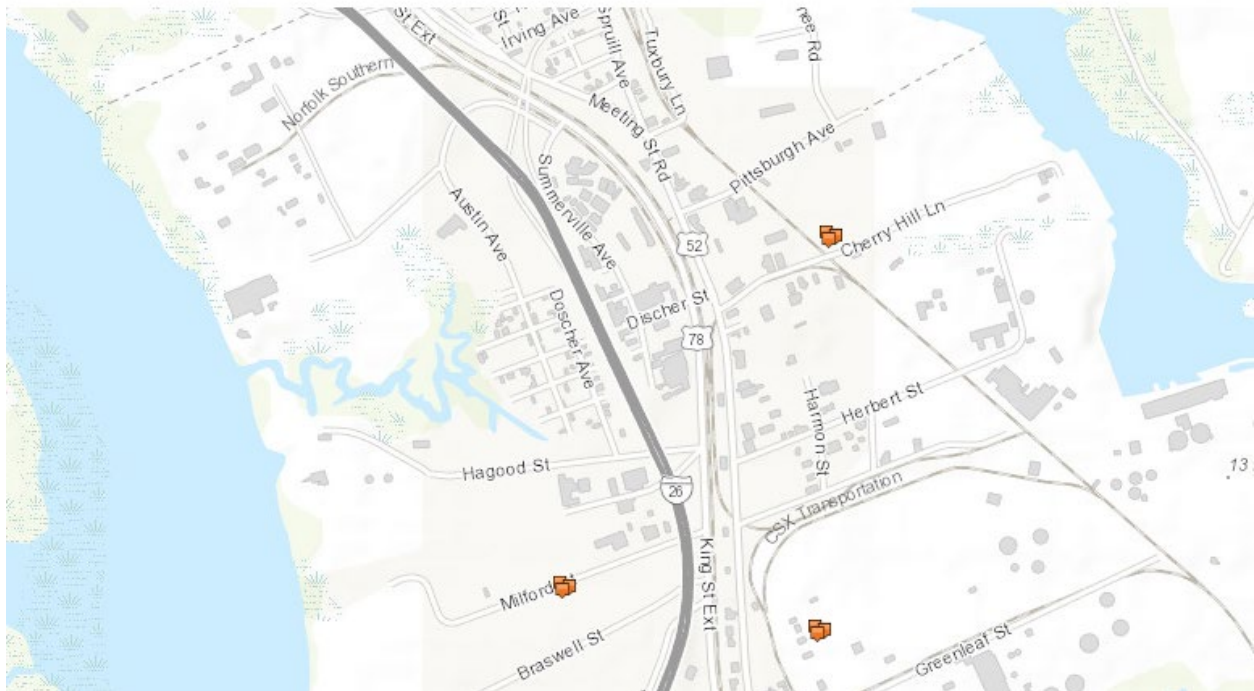 St Ext
St
Irving Ave
Spruill Ave
Tuxbury Ln
nee Rd
Norfolk Southern
Meeting St Rd
Pittsburgh Ave
Summerville Ave
Austin Ave
52
Cherry Hill Ln
Discher St
Doscher Ave
78
Harmon St
Herbert St
Hagood St
26
13
CSX Transportation
King St Ext
Milford
Braswell St
Greenleaf St